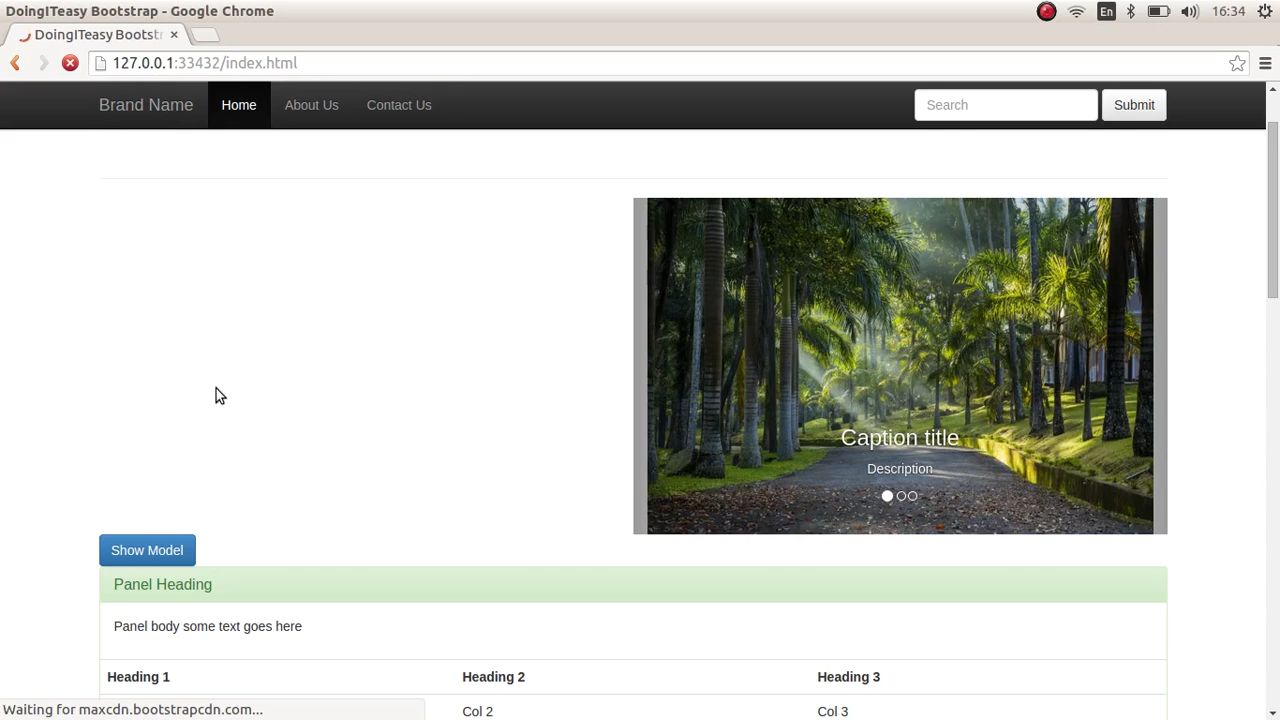 DoingITeasy Bootstrap - Google Chrome
En
16:34
DoingITeasy Bootstr
127.0.0.1:33432/index.html
Brand Name
Home
About Us
Contact Us
Search
Submit
Caption title
Description
Show Model
Panel Heading
Panel body some text goes here
Heading 1
Heading 2
Heading 3
Col 2
Col 3
Waiting for maxcdn.bootstrapcdn.com...